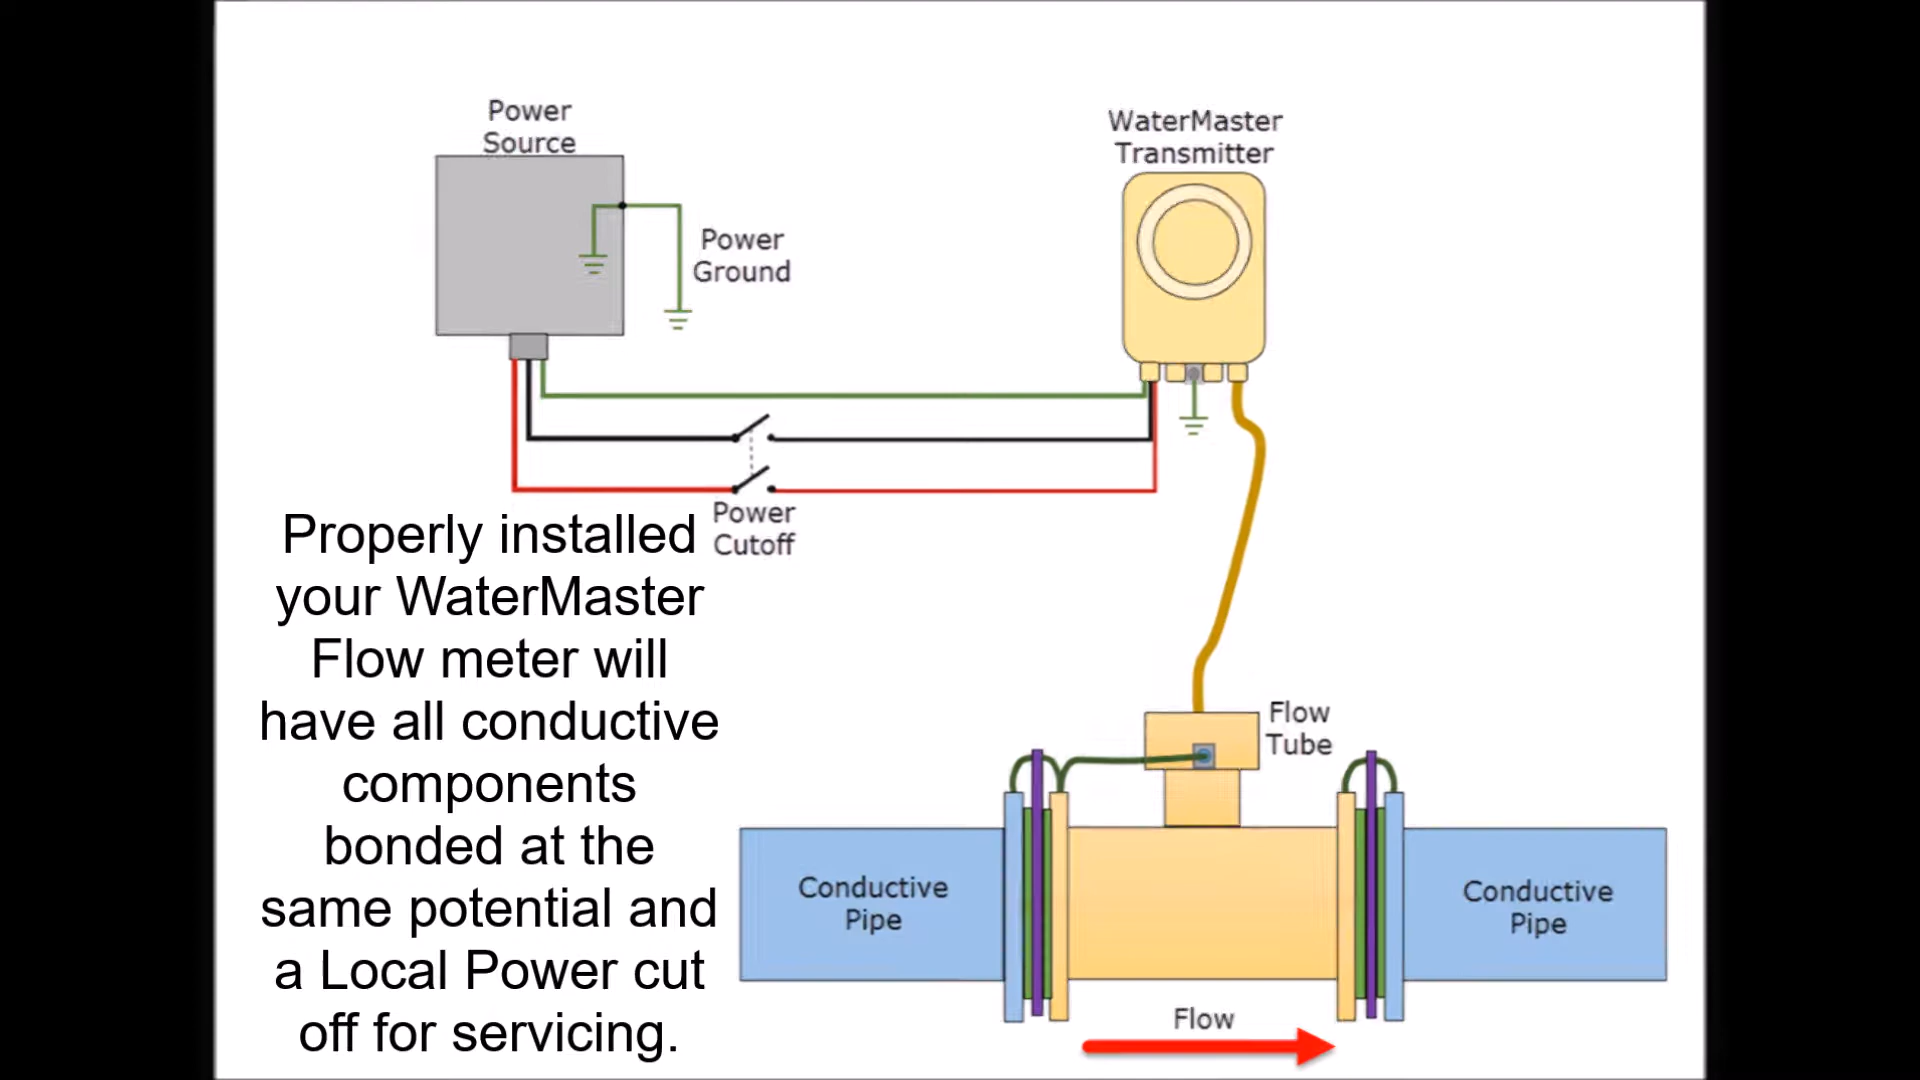 Power
Source
WaterMaster
Transmitter
Power
Ground
Power
Cutoff
Properly installed
your WaterMaster
Flow meter will
have all conductive
components
bonded at the
same potential and
a Local Power cut
off for servicing.
Flow
Tube
Conductive
Pipe
Conductive
Pipe
Flow